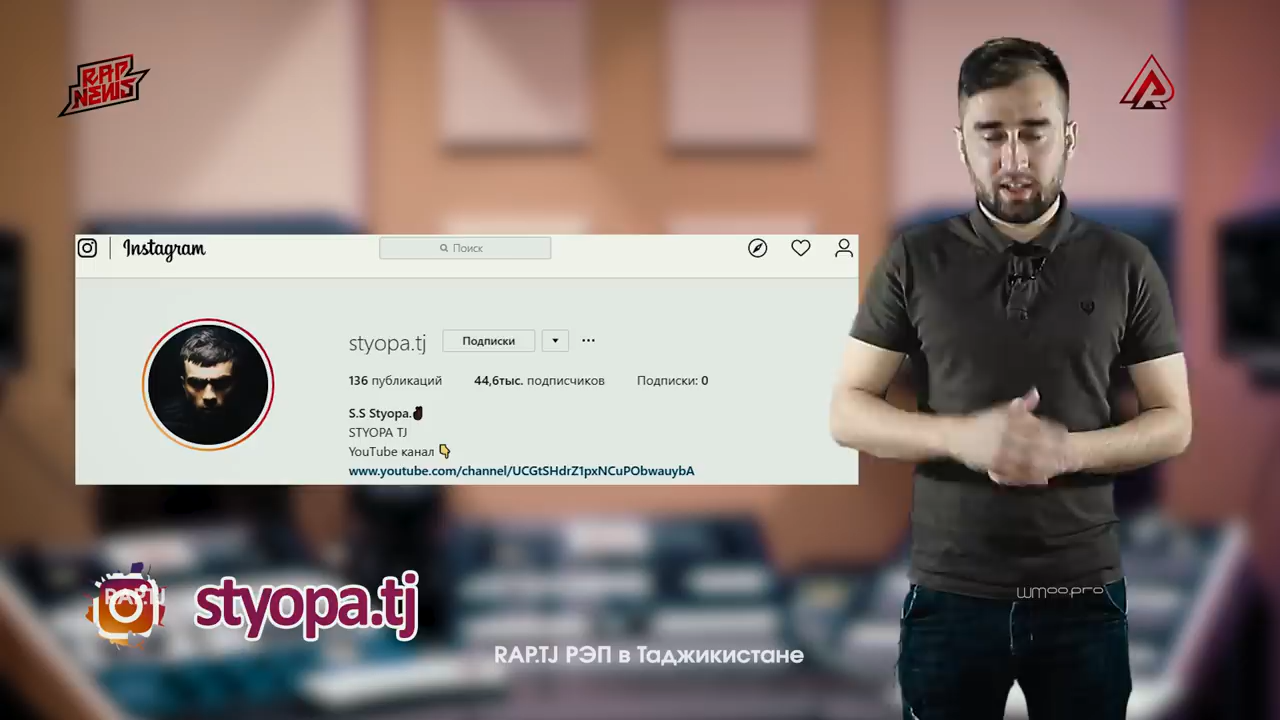 RAP
NEWS
Instagram
Поиск
styopa.tj
Подписки
136 публикаций
44,6тыс. подписчиков
Подписки: 0
S.S Styopa.
STYOPA TJ
YouTube канал
www.youtube.com/channel/UCGtSHdrZ1pxNCuPObwauybA
RAP.TJ
styopa.tj
wmoo.pro
RAP.TJ РЭП в Таджикистане